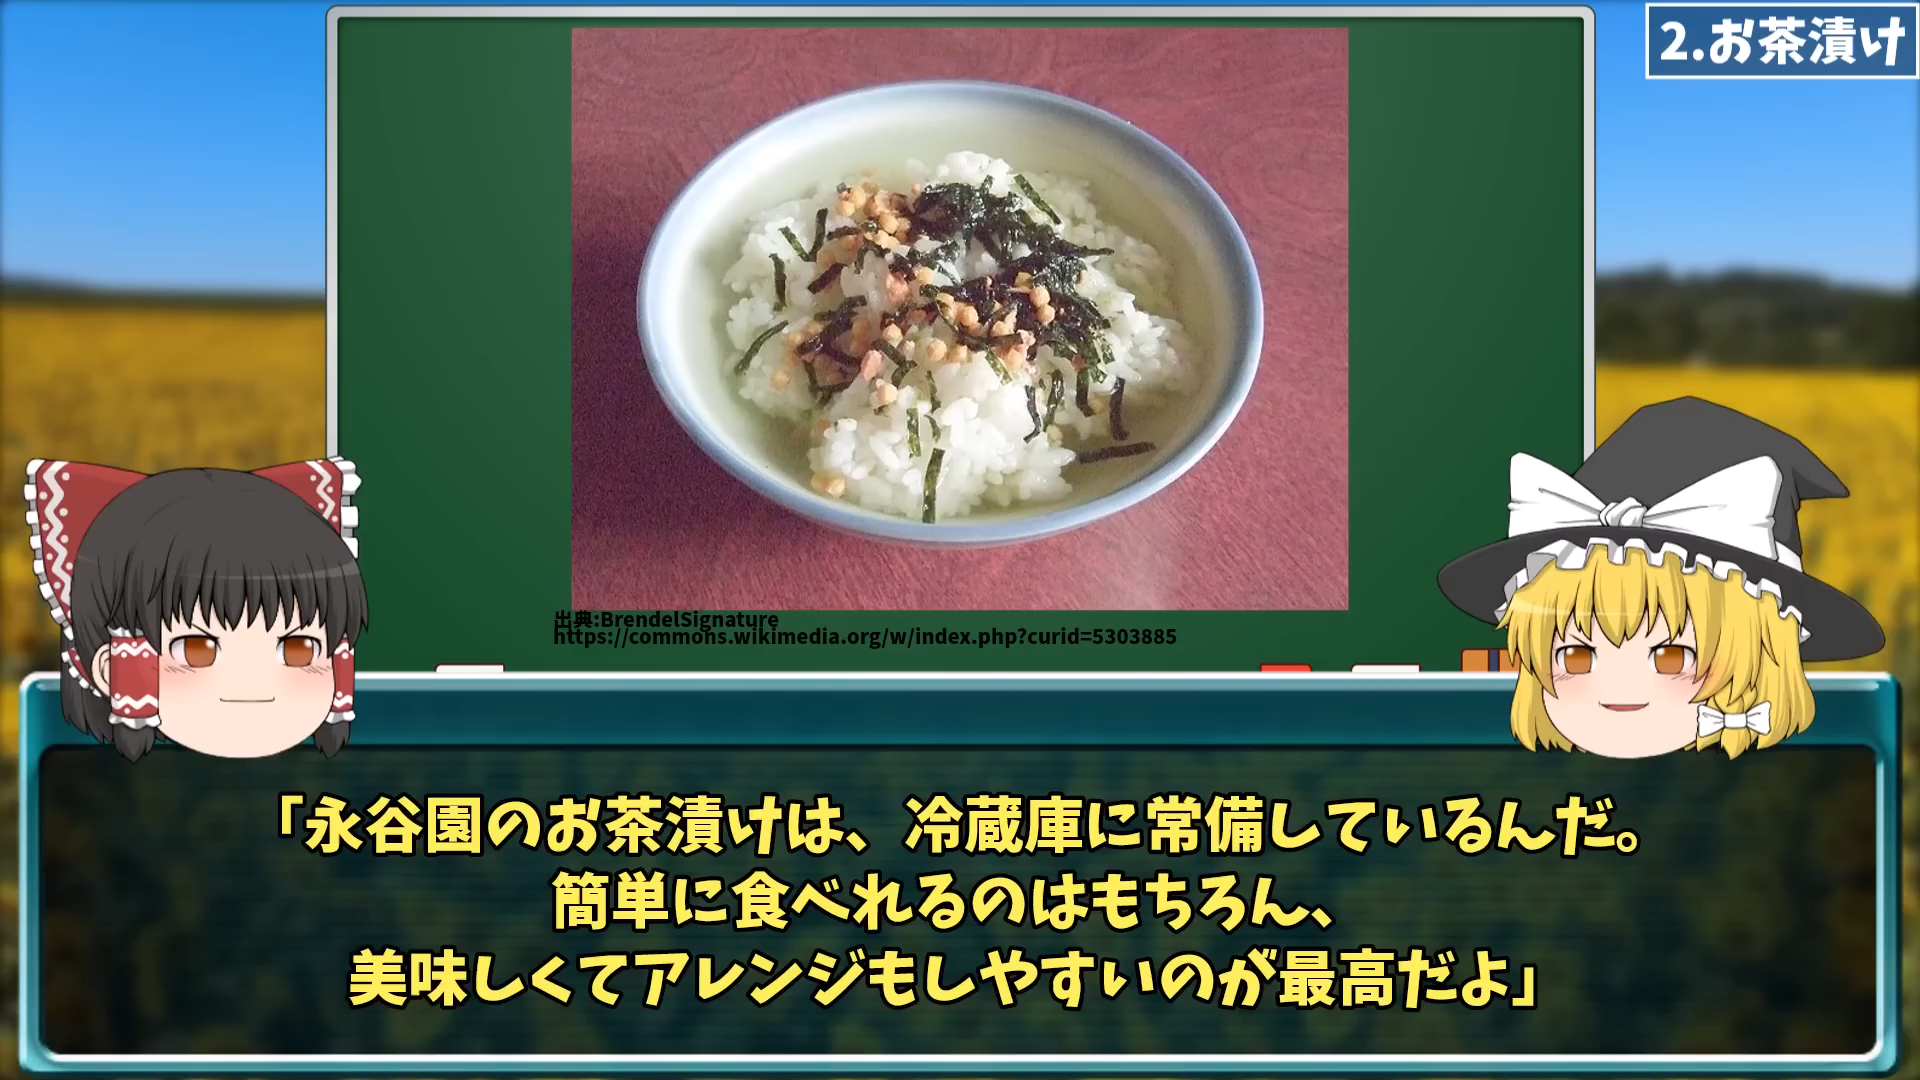 2.お茶漬け
出典:BrendelSignature
https://commons.wikimedia.org/w/index.php?curid=5303885
「永谷園のお茶漬けは、冷蔵庫に常備しているんだ。
簡単に食べれるのはもちろん、
美味しくてアレンジもしやすいのが最高だよ」